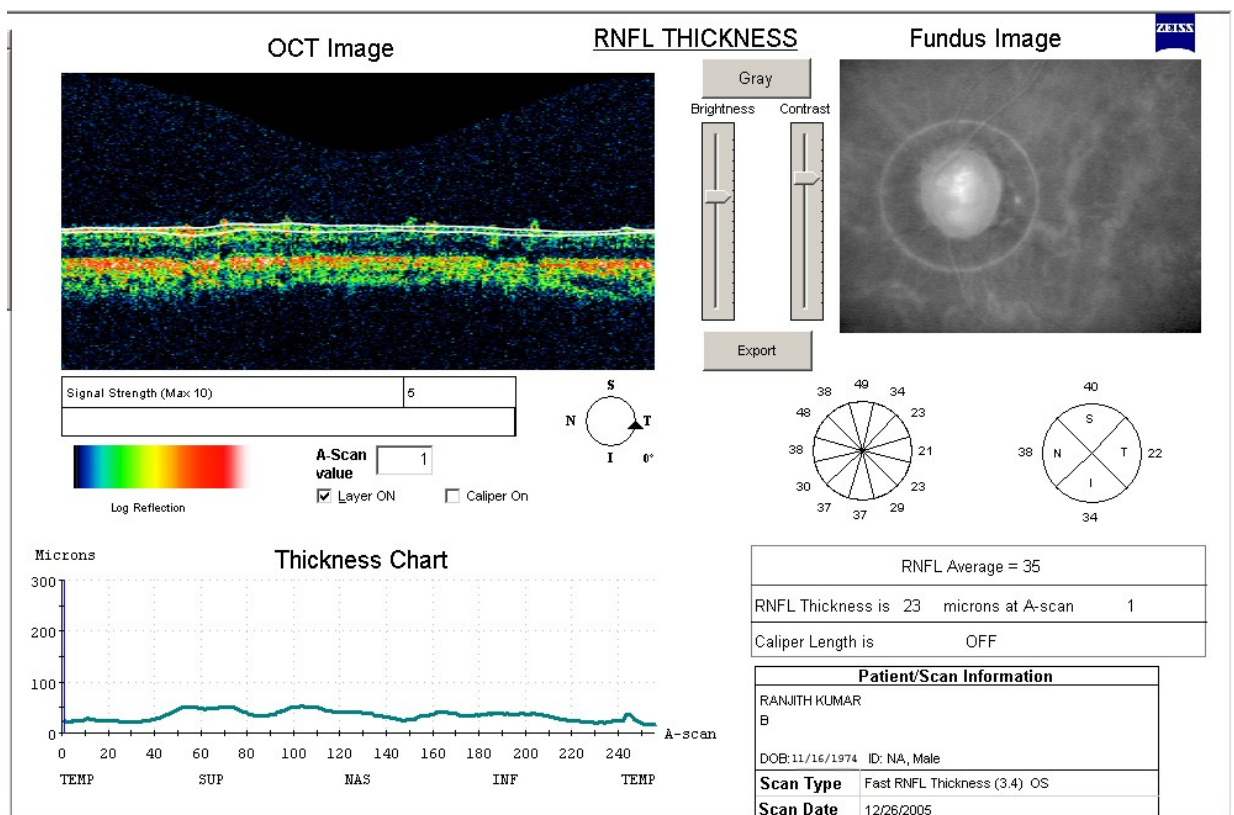 OCT Image
RNFL THICKNESS
Fundus Image
ZEISS
Gray
Brightness Contrast
Export
Signal Strength (Max 10) 5
Log Reflection
A-Scan
value 1
Layer ON Caliper On
S
N T
I 0°
49
38 34
48 23
38 21
30 23
37 29
37
40
S
38 N T 22
I
34
Thickness Chart
Microns
300
200
100
0
A-scan
0 20 40 60 80 100 120 140 160 180 200 220 240
TEMP SUP NAS INF TEMP
RNFL Average = 35
RNFL Thickness is 23 microns at A-scan 1
Caliper Length is OFF
Patient/Scan Information
RANJITH KUMAR
B
DOB:11/16/1974 ID: NA, Male
Scan Type Fast RNFL Thickness (3.4) OS
Scan Date 12/26/2005